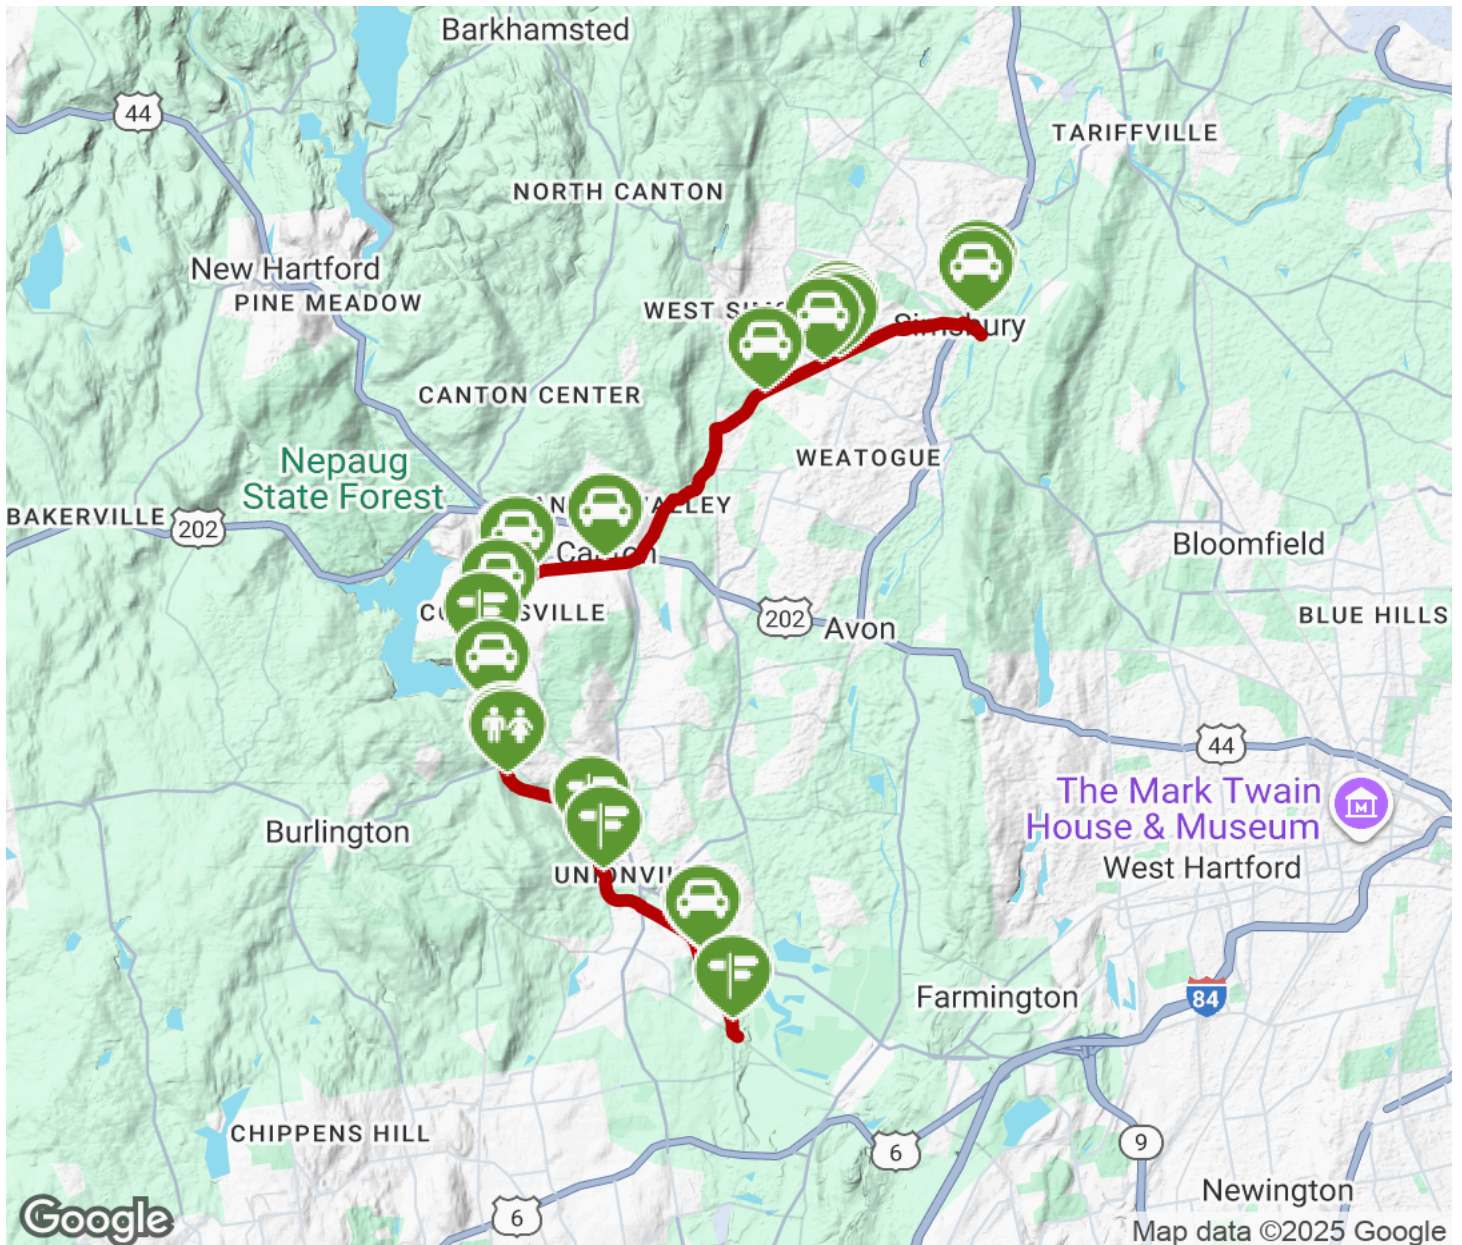 Barkhamsted
44
TARIFFVILLE
NORTH CANTON
New Hartford
PINE MEADOW
Simsbury
CANTON CENTER
WEATOGUE
Nepaug
State Forest
BAKERVILLE
202
Bloomfield
Canton
BLUE HILLS
202
Avon
44
The Mark Twain
House & Museum
Burlington
West Hartford
Farmington
84
CHIPPENS HILL
9
6
Newington
6
Google
Map data ©2025 Google